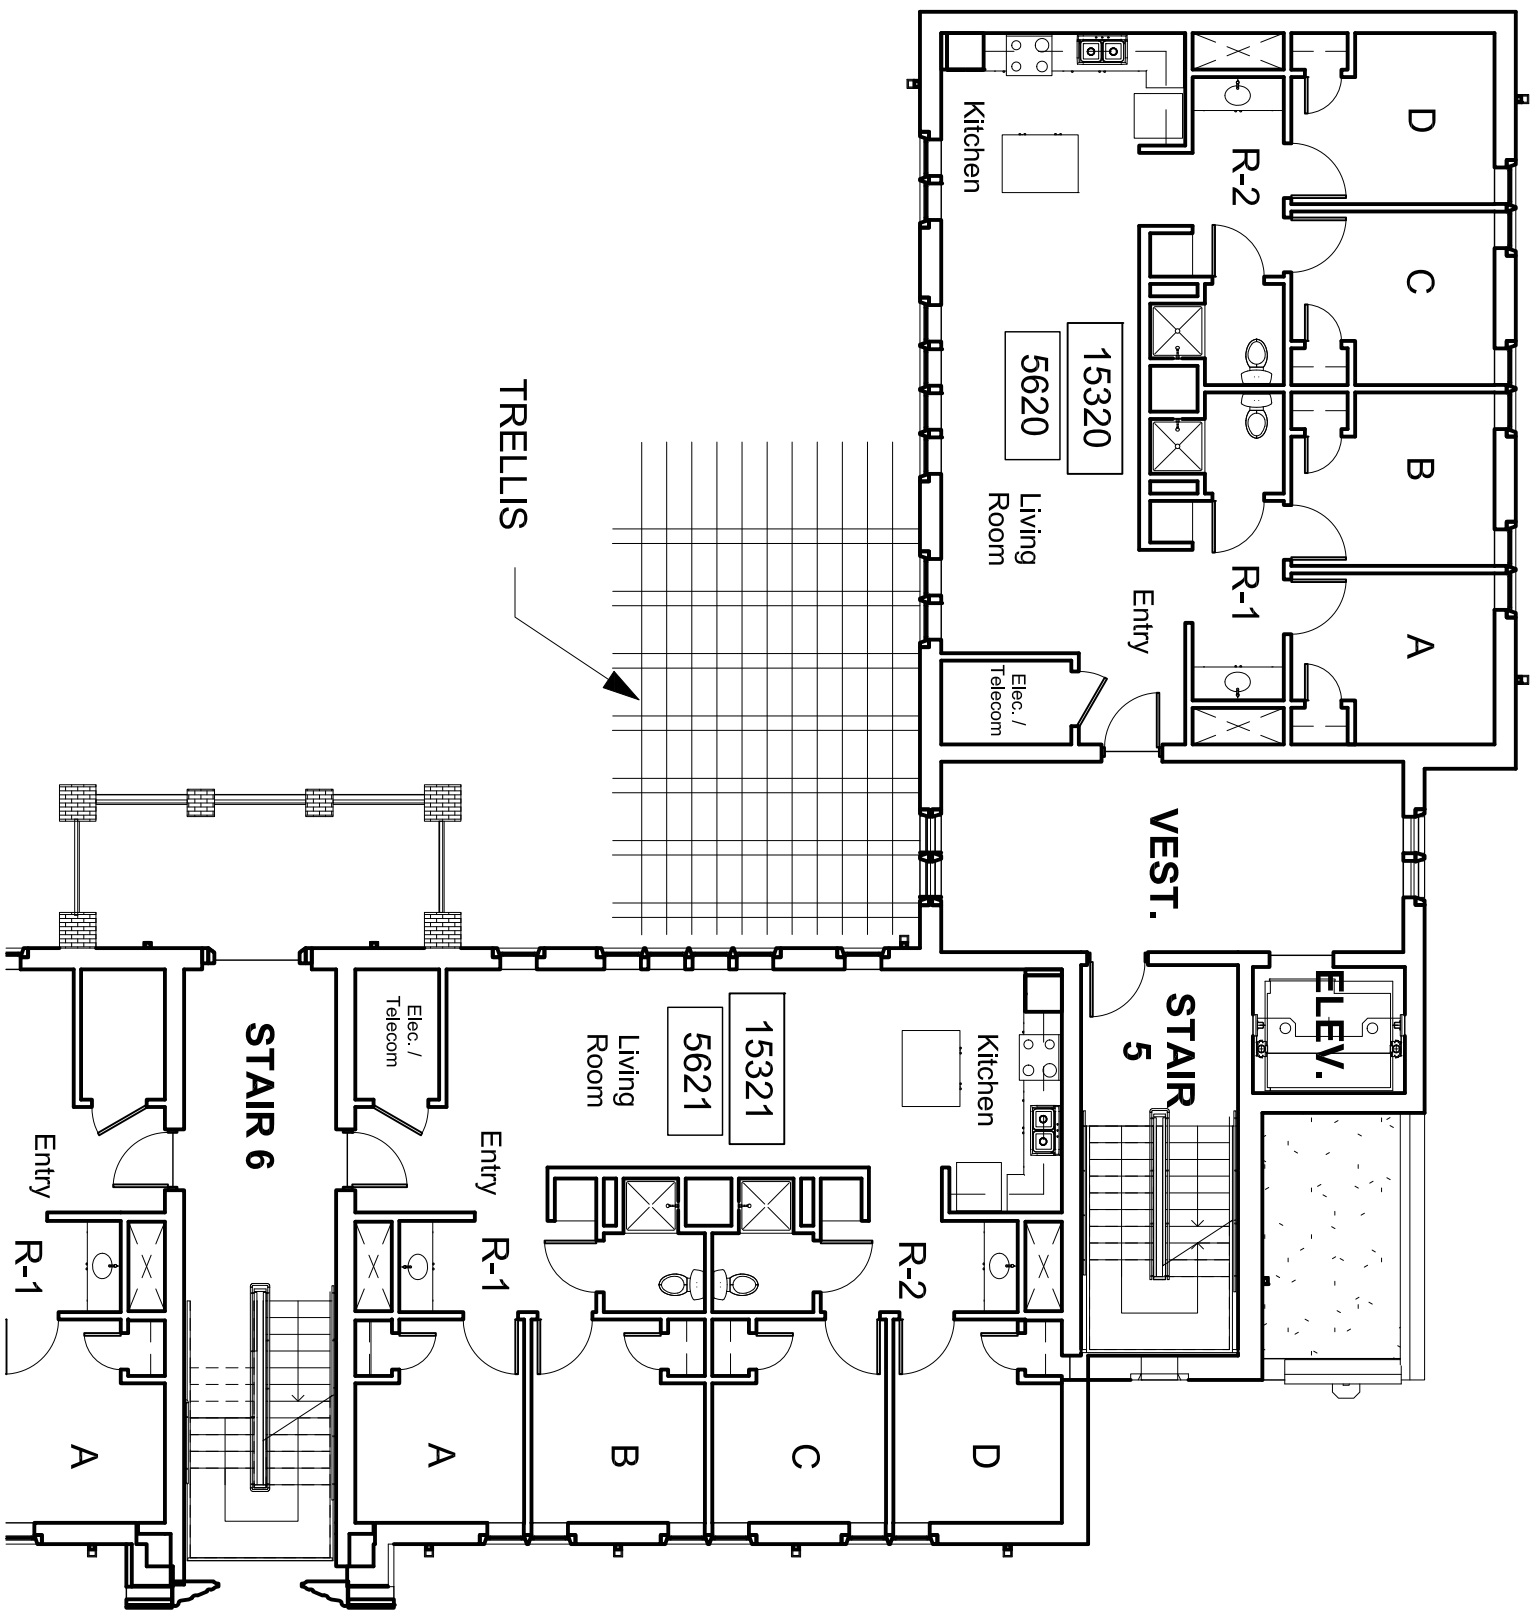 D
C
B
A
R-2
R-1
Kitchen
15320
5620
Living
Room
Entry
Elec. /
Telecom
TRELLIS
VEST.
ELEV.
STAIR
5
Kitchen
15321
5621
Living
Room
Elec. /
Telecom
Entry
STAIR 6
Entry
R-2
R-1
R-1
D
C
B
A
A